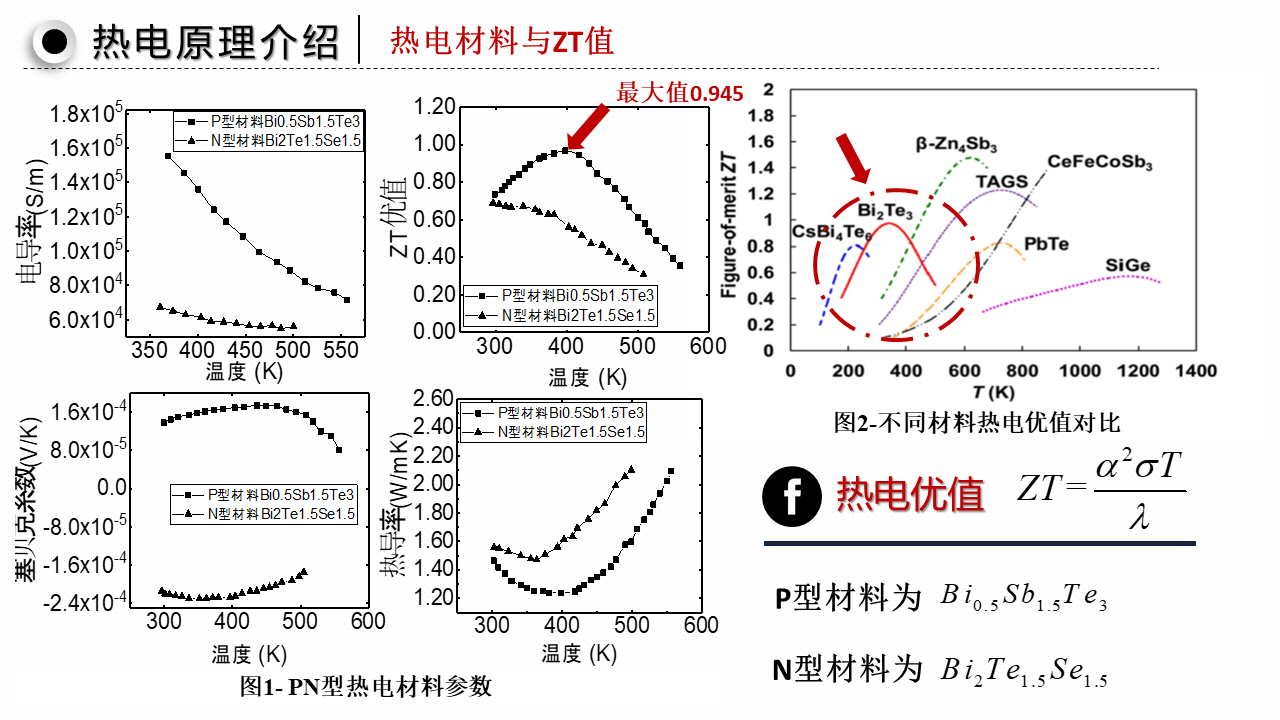 热电原理介绍
热电材料与ZT值
最大值0.945
1.8x10⁵
1.6x10⁵
1.4x10⁵
1.2x10⁵
1.0x10⁵
8.0x10⁴
6.0x10⁴
电导率(S/m)
P型材料Bi0.5Sb1.5Te3
N型材料Bi2Te1.5Se1.5
350 400 450 500 550
温度 (K)
1.20
1.00
0.80
0.60
0.40
0.20
0.00
ZT优值
P型材料Bi0.5Sb1.5Te3
N型材料Bi2Te1.5Se1.5
300 400 500 600
温度 (K)
1.6x10⁻⁴
8.0x10⁻⁵
0.0
-8.0x10⁻⁵
-1.6x10⁻⁴
-2.4x10⁻⁴
塞贝克系数(V/K)
P型材料Bi0.5Sb1.5Te3
N型材料Bi2Te1.5Se1.5
300 400 500 600
温度 (K)
2.60
2.40
2.20
2.00
1.80
1.60
1.40
1.20
热导率(W/mK)
P型材料Bi0.5Sb1.5Te3
N型材料Bi2Te1.5Se1.5
300 400 500 600
温度 (K)
图1- PN型热电材料参数
2
1.8
1.6
1.4
1.2
1
0.8
0.6
0.4
0.2
0
Figure-of-merit ZT
β-Zn₄Sb₃
CeFeCoSb₃
TAGS
Bi₂Te₃
CsBi₄Te₆
PbTe
SiGe
0 200 400 600 800 1000 1200 1400
T (K)
图2-不同材料热电优值对比
f
热电优值
ZT = α²σT / λ
P型材料为 Bi₀.₅Sb₁.₅Te₃
N型材料为 Bi₂Te₁.₅Se₁.₅